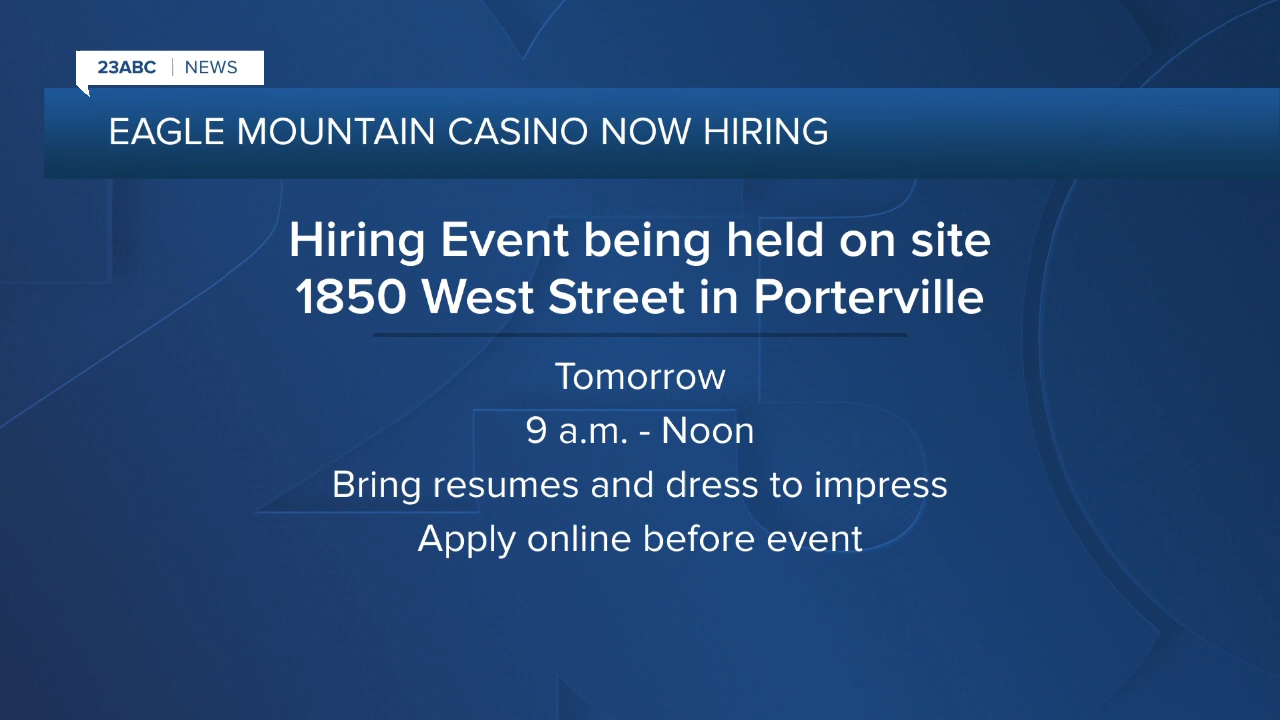 23ABC | NEWS
EAGLE MOUNTAIN CASINO NOW HIRING
Hiring Event being held on site
1850 West Street in Porterville
Tomorrow
9 a.m. - Noon
Bring resumes and dress to impress
Apply online before event